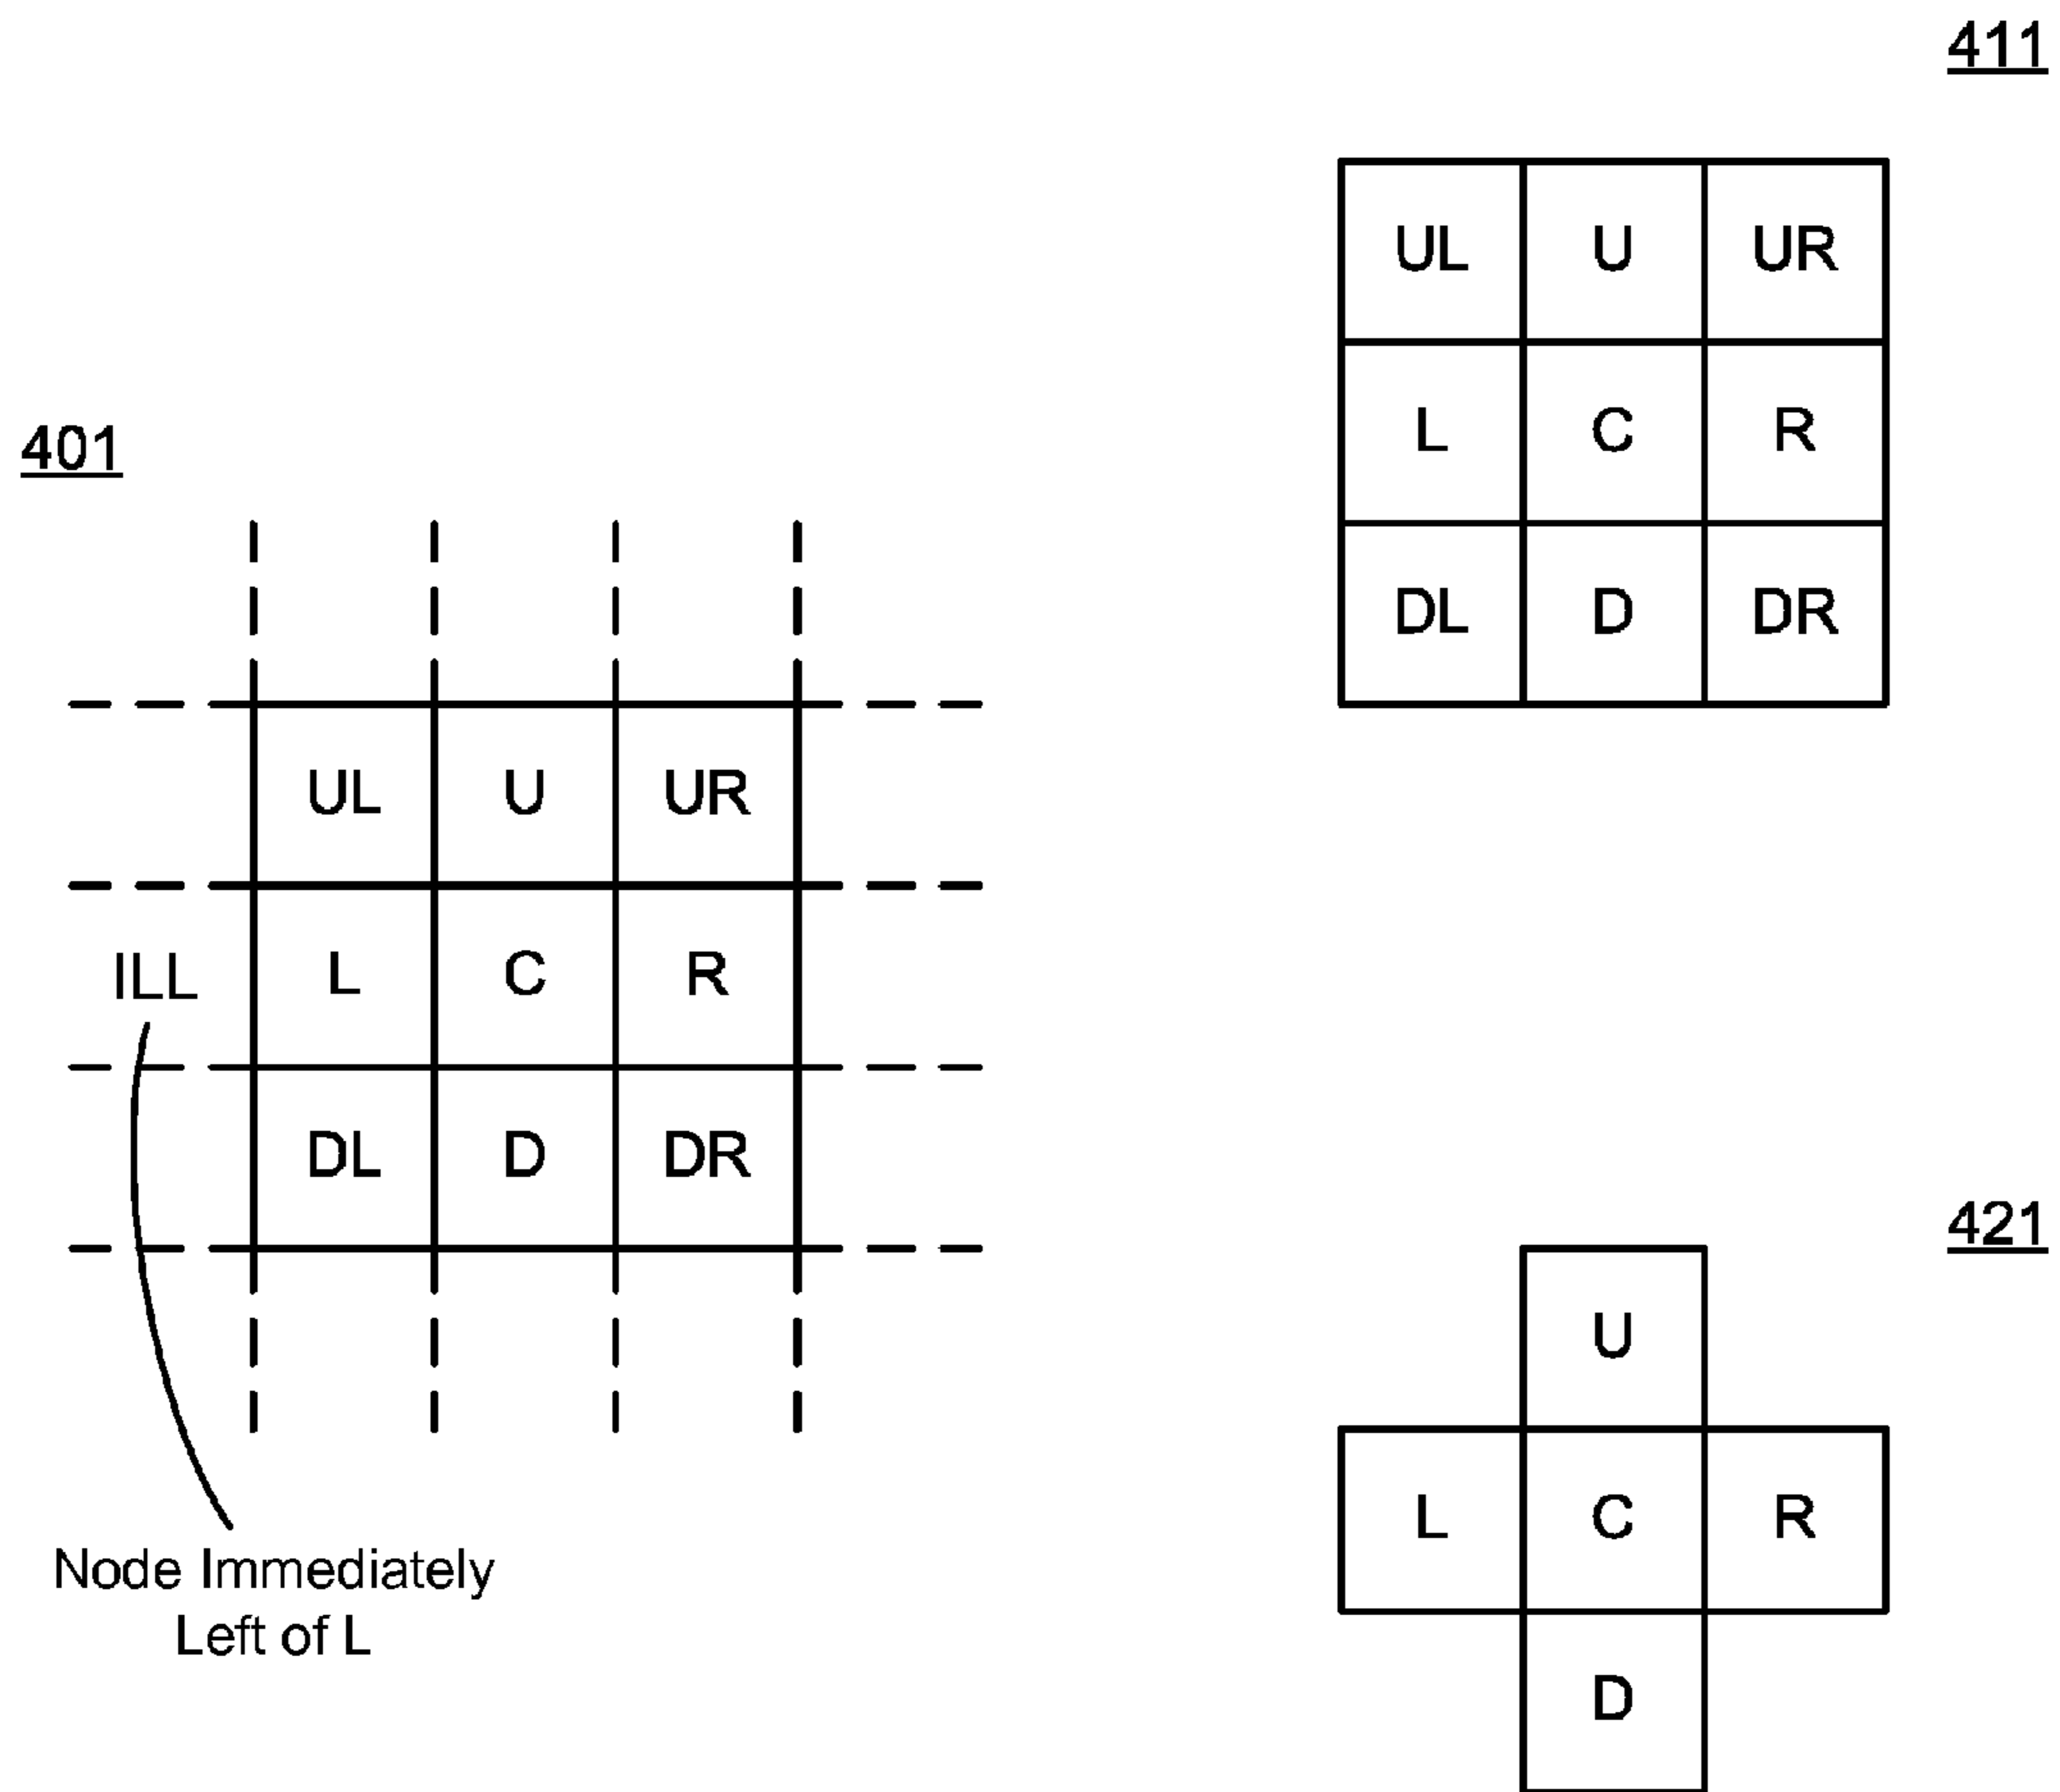 411
UL U UR
L C R
DL D DR
401
UL U UR
ILL L C R
DL D DR
Node Immediately
Left of L
421
U
L C R
D